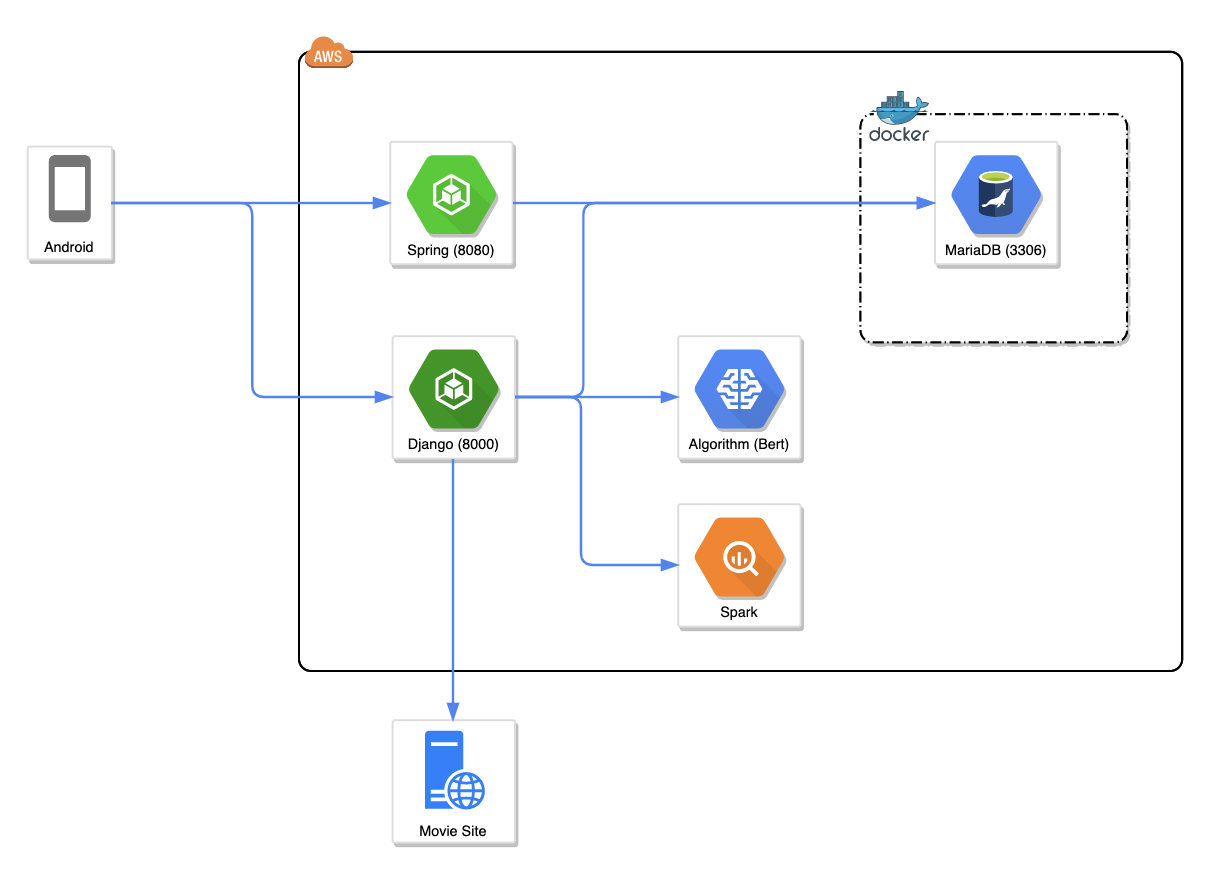 AWS
docker
Android
Spring (8080)
MariaDB (3306)
Django (8000)
Algorithm (Bert)
Spark
Movie Site